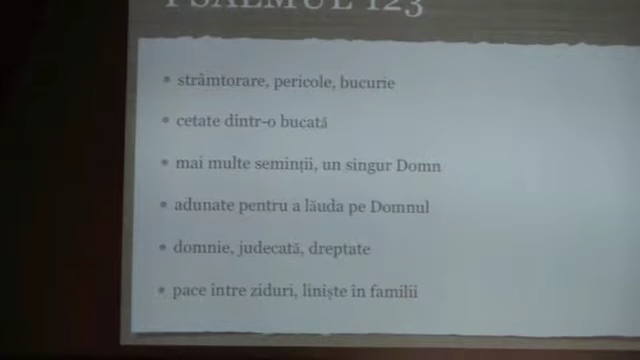 PSALMUL 123
• strâmtorare, pericole, bucurie
• cetate dintr-o bucată
• mai multe seminții, un singur Domn
• adunate pentru a lăuda pe Domnul
• domnie, judecată, dreptate
• pace intre ziduri, liniște în familii